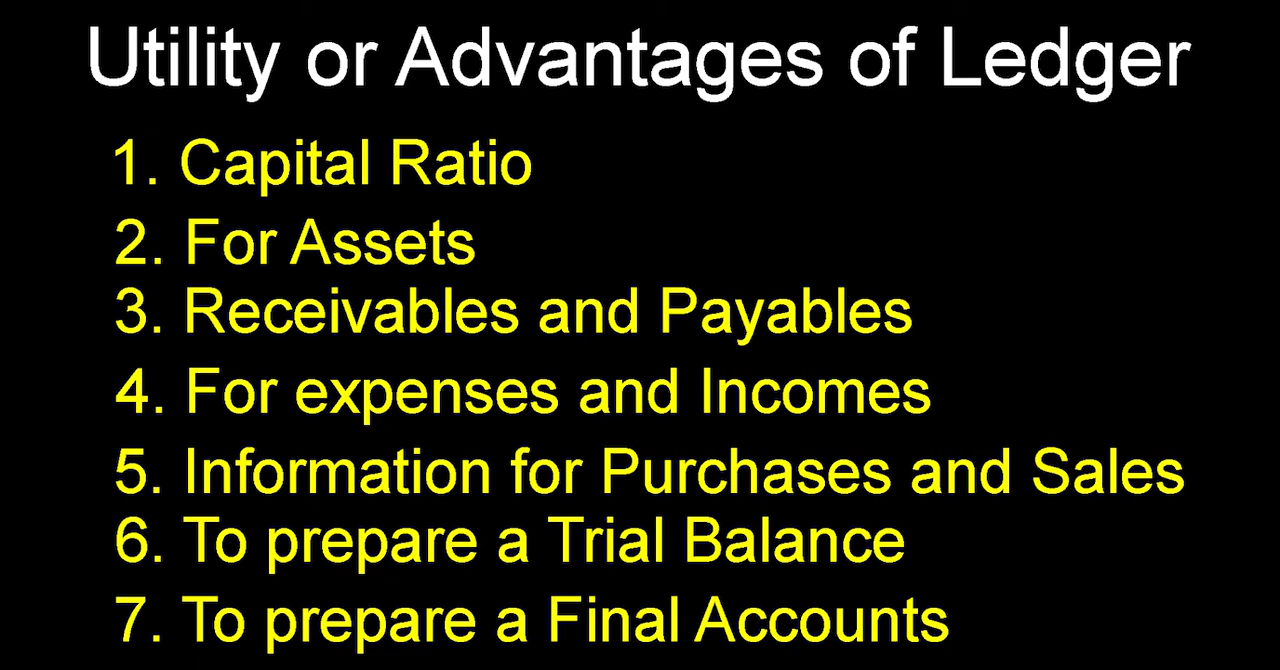 Utility or Advantages of Ledger
1. Capital Ratio
2. For Assets
3. Receivables and Payables
4. For expenses and Incomes
5. Information for Purchases and Sales
6. To prepare a Trial Balance
7. To prepare a Final Accounts